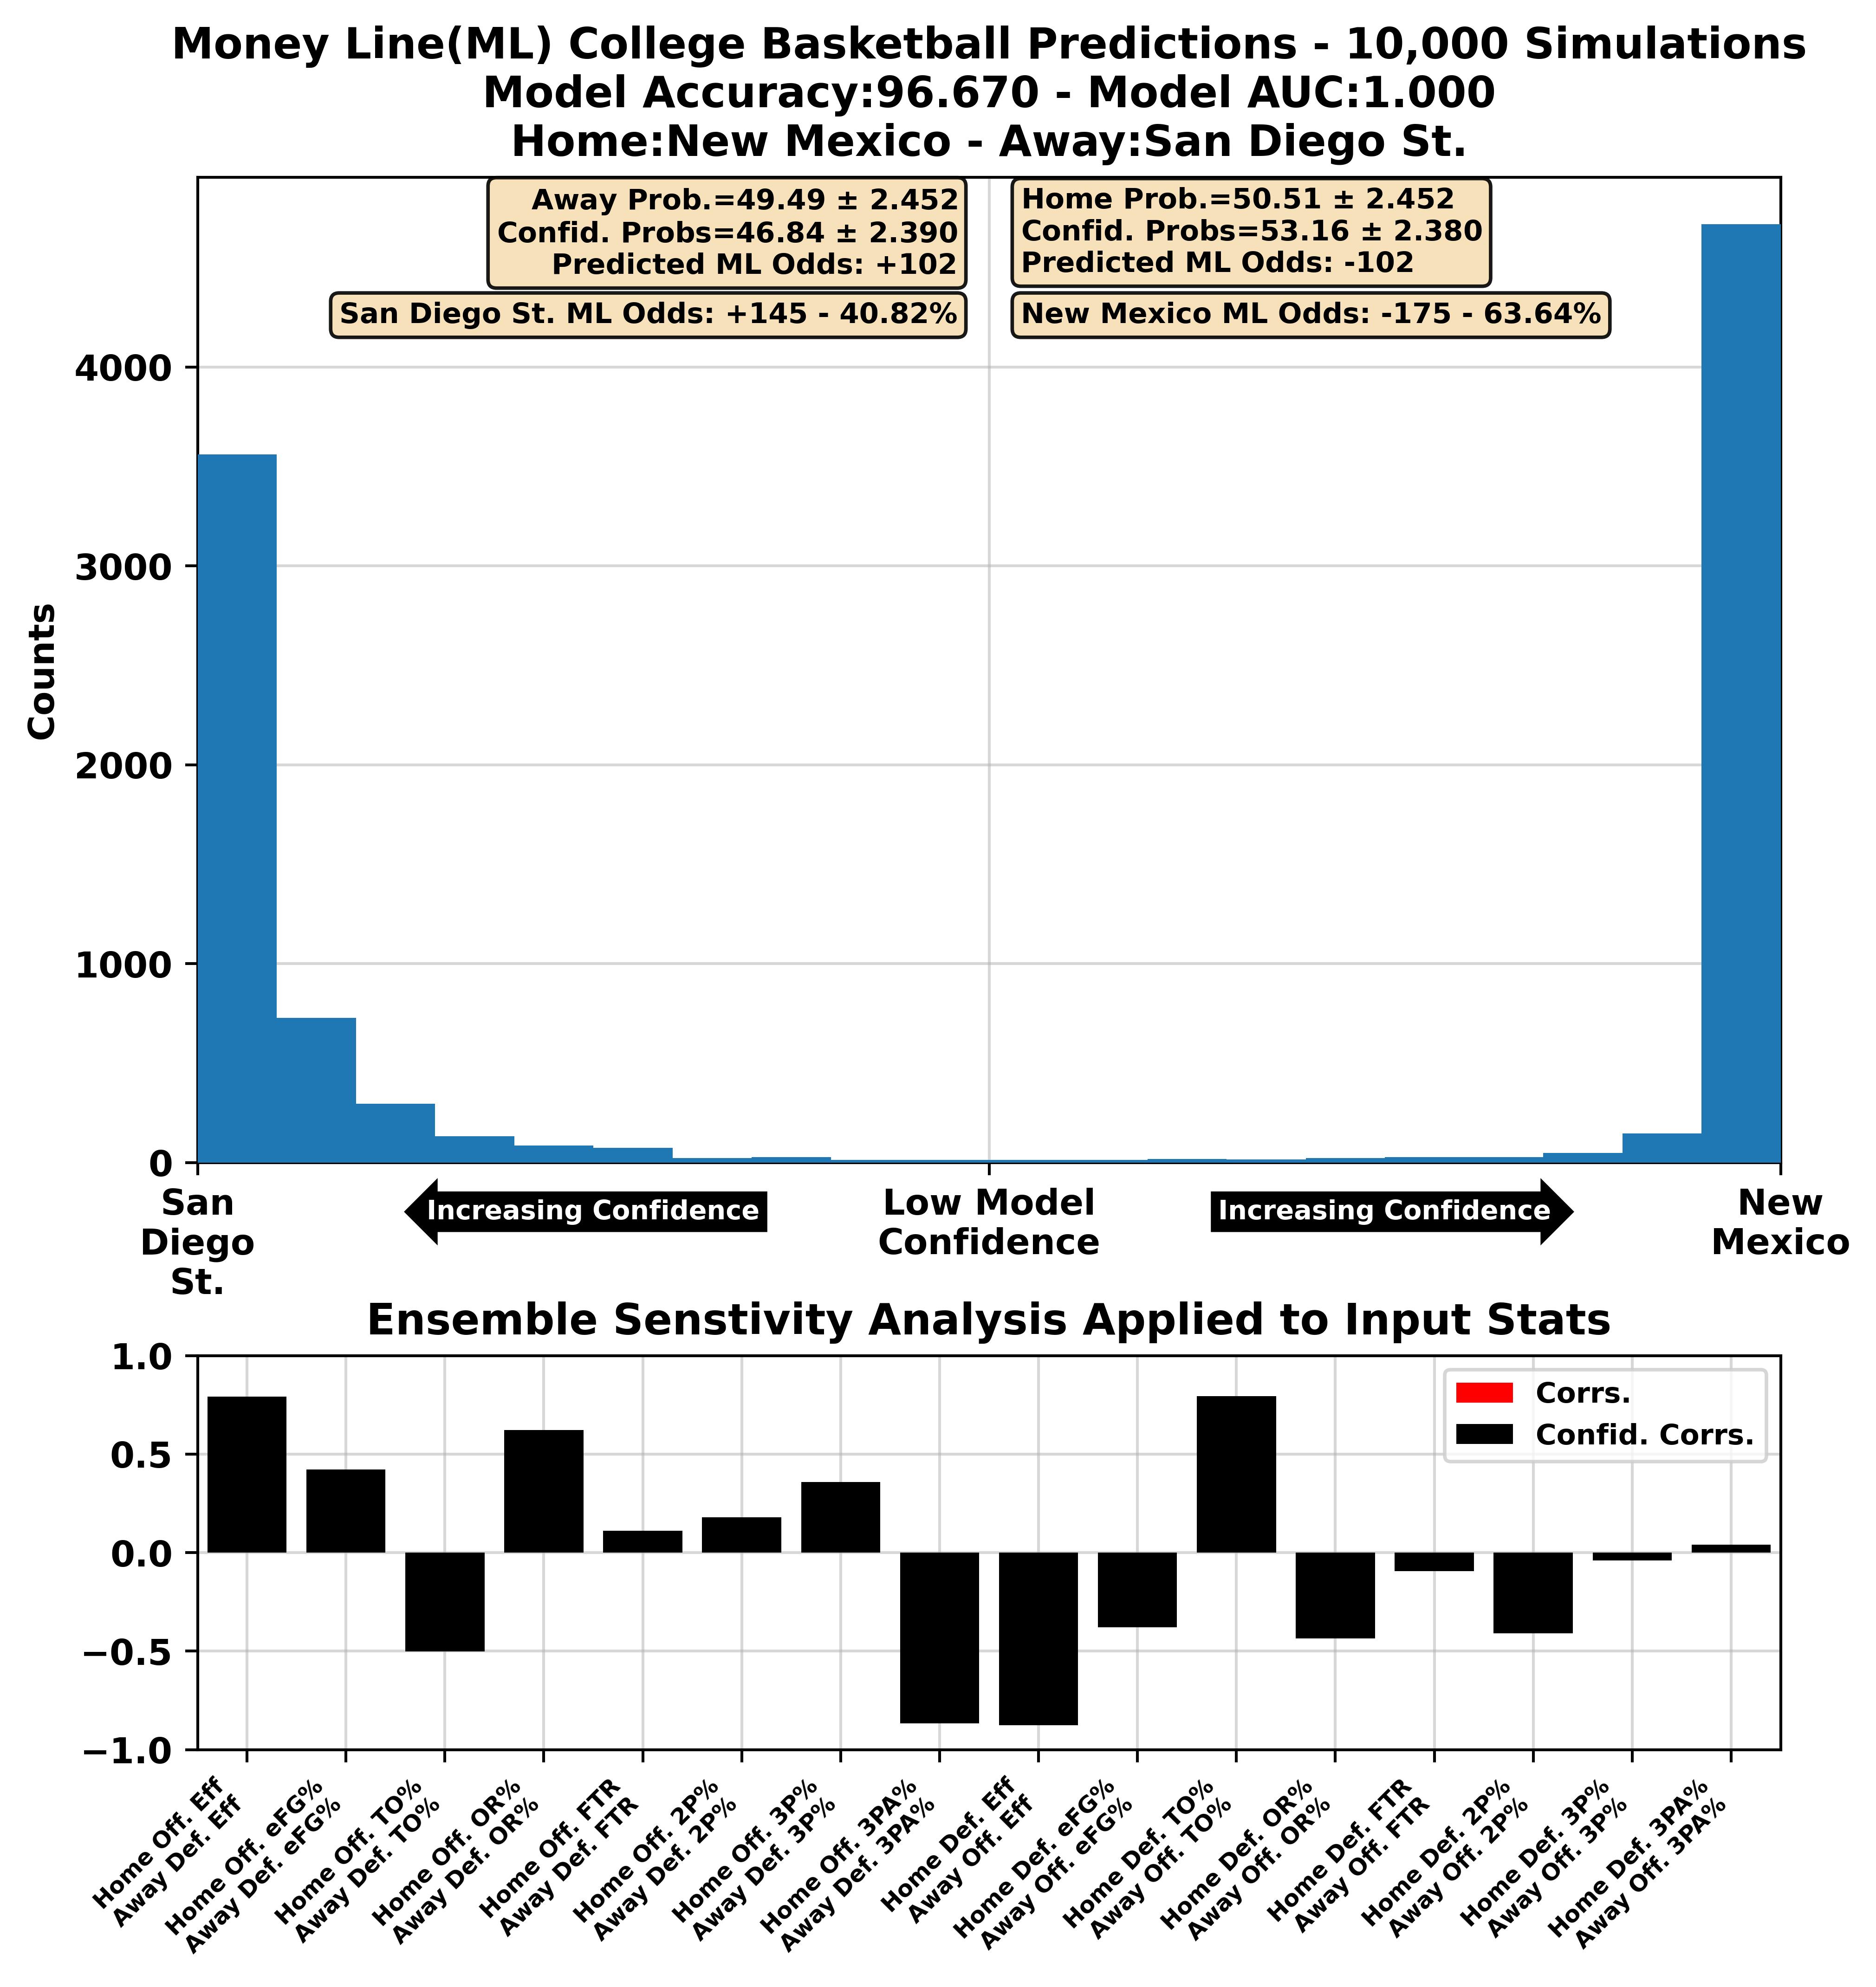 Money Line(ML) College Basketball Predictions - 10,000 Simulations
Model Accuracy:96.670 - Model AUC:1.000
Home:New Mexico - Away:San Diego St.
Away Prob.=49.49 ± 2.452
Confid. Probs=46.84 ± 2.390
Predicted ML Odds: +102
San Diego St. ML Odds: +145 - 40.82%
Home Prob.=50.51 ± 2.452
Confid. Probs=53.16 ± 2.380
Predicted ML Odds: -102
New Mexico ML Odds: -175 - 63.64%
Counts
4000
3000
2000
1000
0
San
Diego
St.
Increasing Confidence
Low Model
Confidence
Increasing Confidence
New
Mexico
Ensemble Senstivity Analysis Applied to Input Stats
1.0
0.5
0.0
−0.5
−1.0
Corrs.
Confid. Corrs.
Home Off. Eff
Away Def. Eff
Home Off. eFG%
Away Def. eFG%
Home Off. TO%
Away Def. TO%
Home Off. OR%
Away Def. OR%
Home Off. FTR
Away Def. FTR
Home Off. 2P%
Away Def. 2P%
Home Off. 3P%
Away Def. 3P%
Home Off. 3PA%
Away Def. 3PA%
Home Def. Eff
Away Off. Eff
Home Def. eFG%
Away Off. eFG%
Home Def. TO%
Away Off. TO%
Home Def. OR%
Away Off. OR%
Home Def. FTR
Away Off. FTR
Home Def. 2P%
Away Off. 2P%
Home Def. 3P%
Away Off. 3P%
Home Def. 3PA%
Away Off. 3PA%